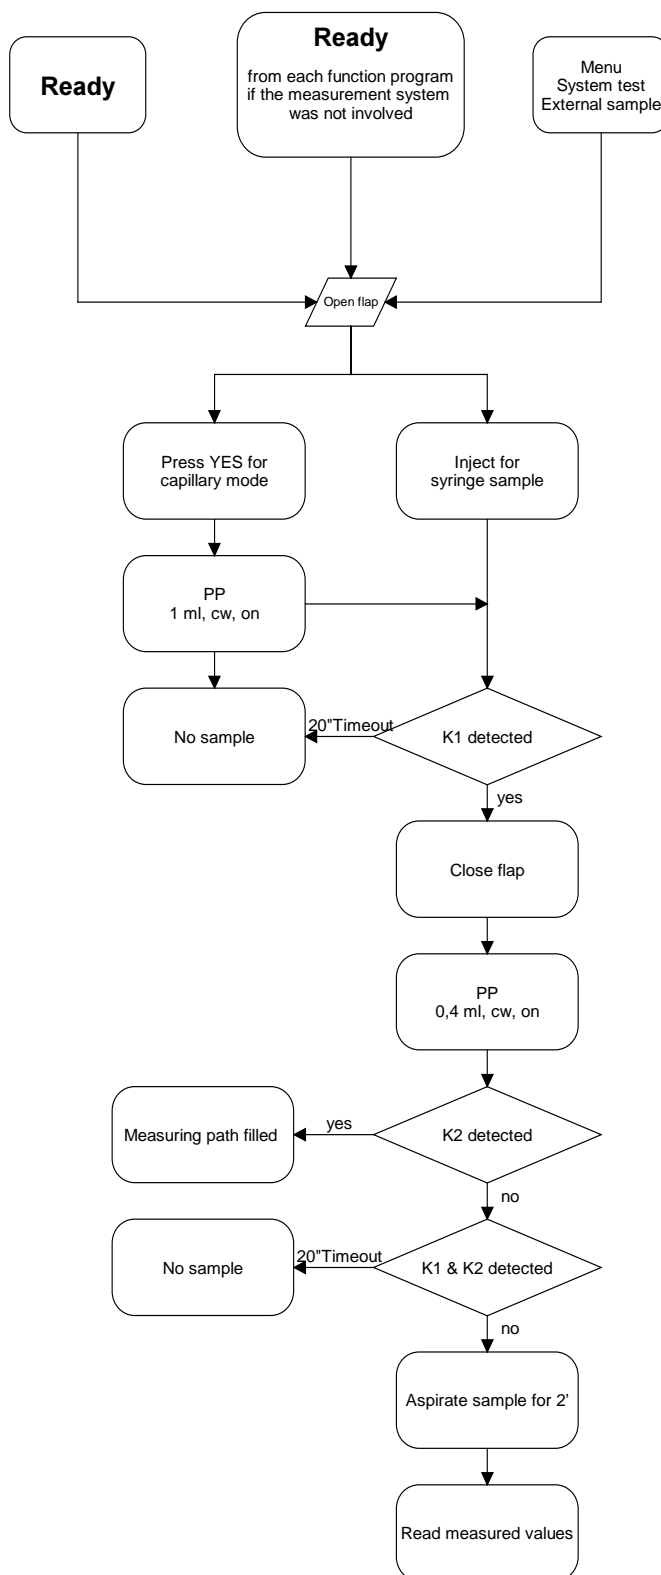 Ready
Ready
from each function program
if the measurement system
was not involved
Menu
System test
External sample
Open flap
Press YES for
capillary mode
Inject for
syringe sample
PP
1 ml, cw, on
No sample
20"Timeout
K1 detected
yes
Close flap
PP
0,4 ml, cw, on
Measuring path filled
yes
K2 detected
no
No sample
20"Timeout
K1 & K2 detected
no
Aspirate sample for 2'
Read measured values